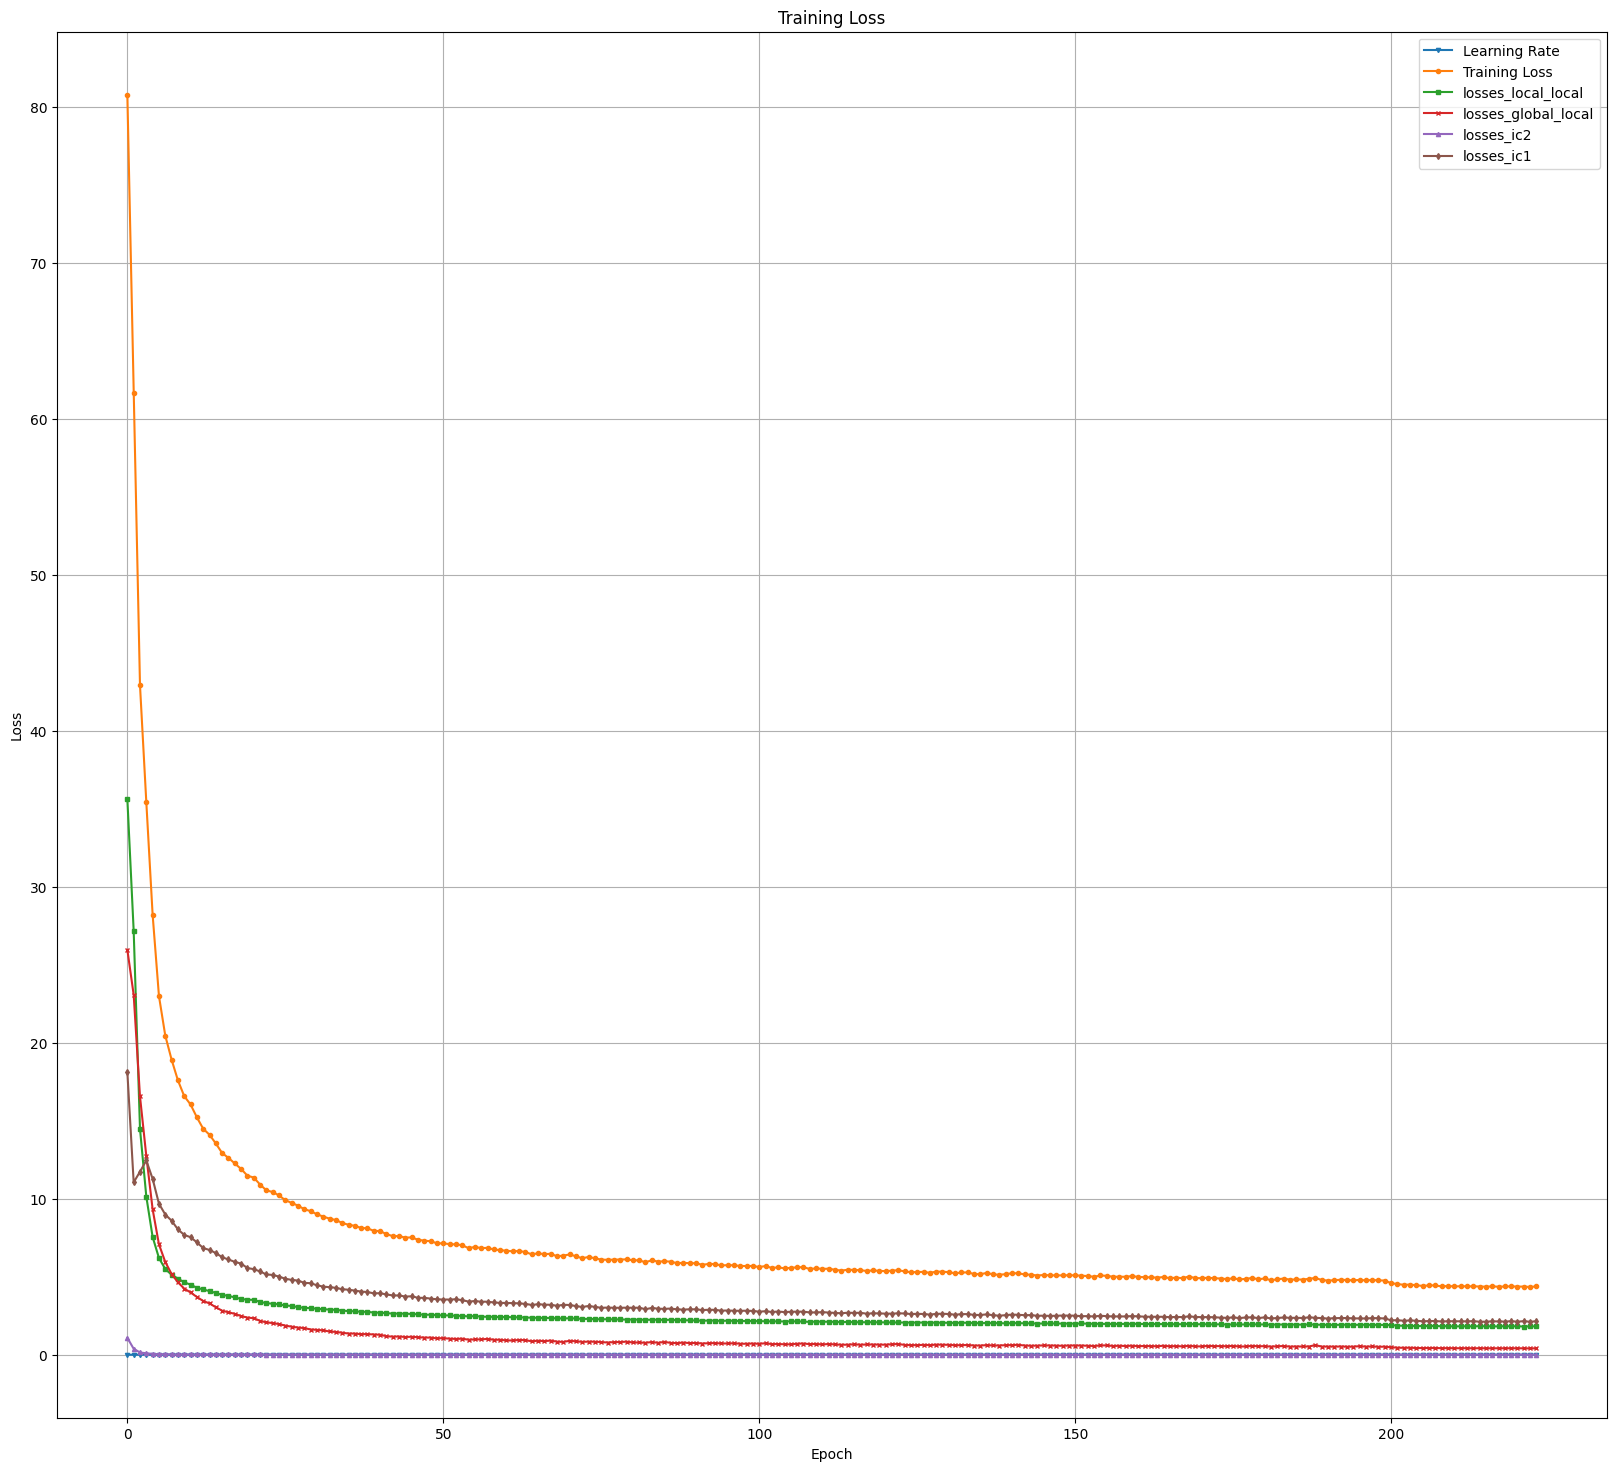 Training Loss
Learning Rate
Training Loss
losses_local_local
losses_global_local
losses_ic2
losses_ic1
80
70
60
50
40
30
20
10
0
Loss
0
50
100
150
200
Epoch